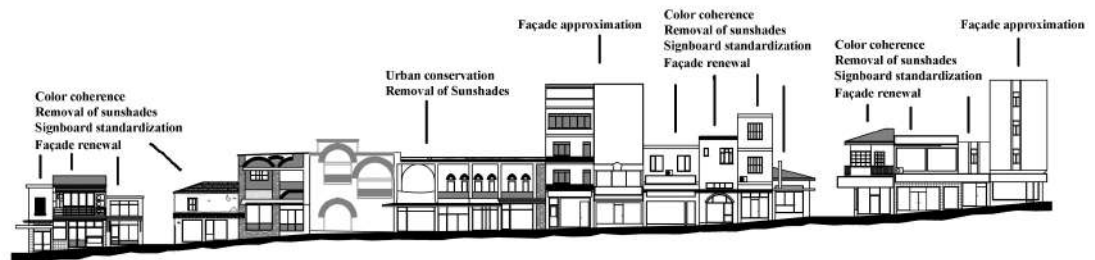 Color coherence
Removal of sunshades
Signboard standardization
Façade renewal
Urban conservation
Removal of Sunshades
Façade approximation
Color coherence
Removal of sunshades
Signboard standardization
Façade renewal
Color coherence
Removal of sunshades
Signboard standardization
Façade renewal
Façade approximation